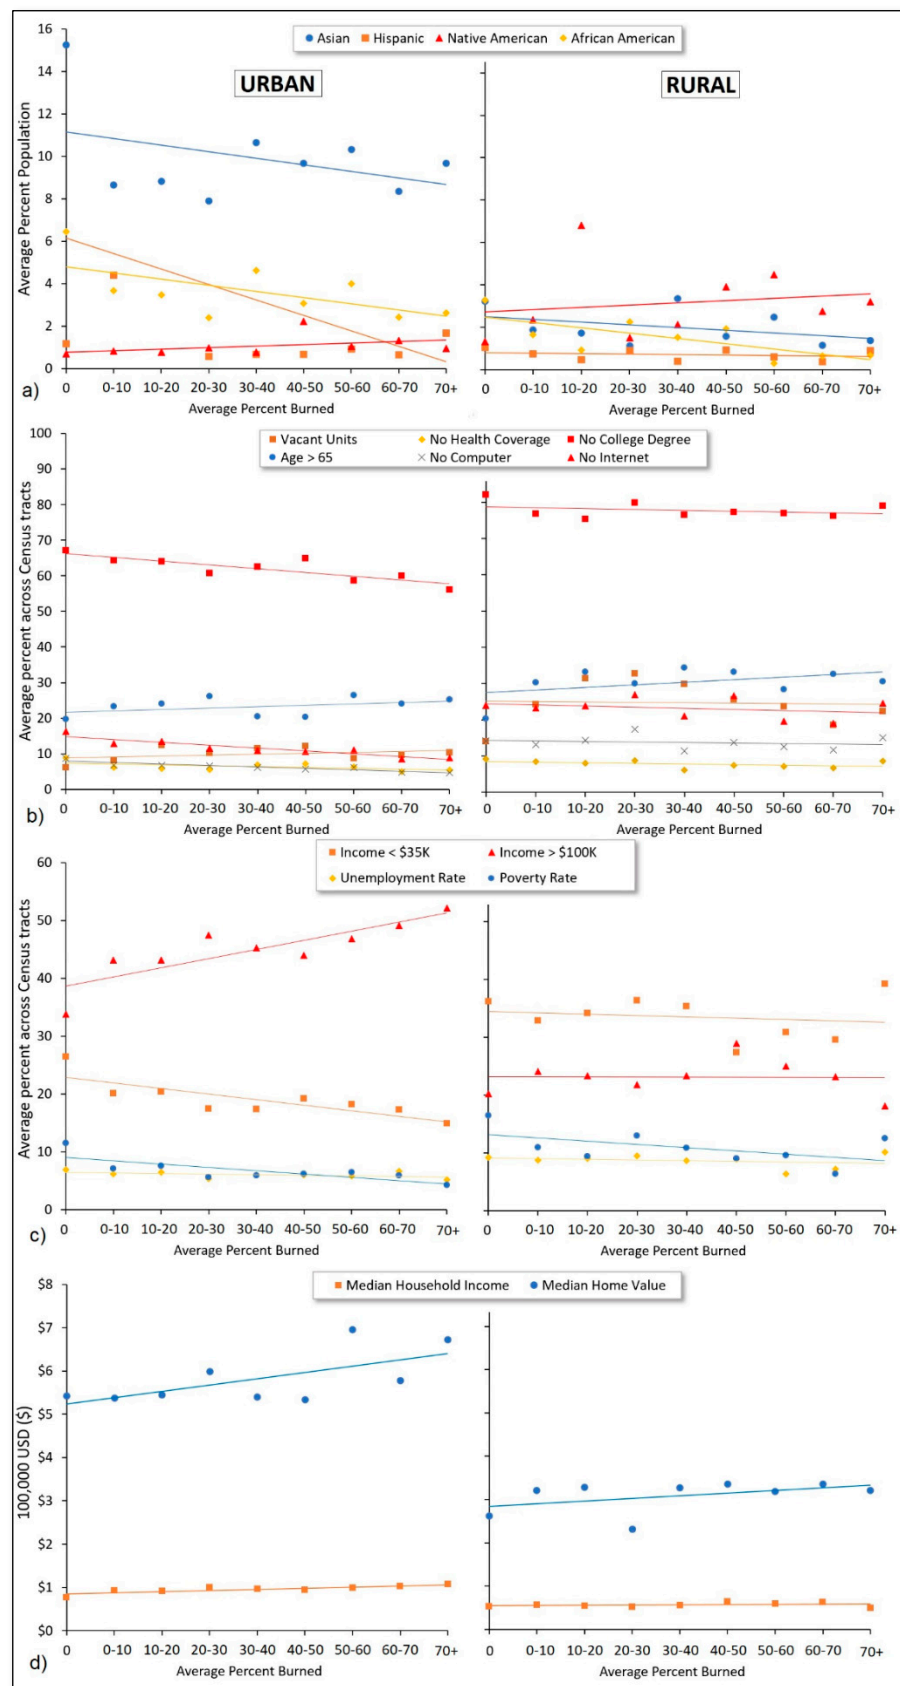 Asian Hispanic Native American African American
URBAN
RURAL
Average Percent Population
16
14
12
10
8
6
4
2
0
0 0-10 10-20 20-30 30-40 40-50 50-60 60-70 70+
0 0-10 10-20 20-30 30-40 40-50 50-60 60-70 70+
a)
Average Percent Burned
Average Percent Burned
Vacant Units No Health Coverage No College Degree
Age > 65 No Computer No Internet
Average percent across Census tracts
100
90
80
70
60
50
40
30
20
10
0
0 0-10 10-20 20-30 30-40 40-50 50-60 60-70 70+
0 0-10 10-20 20-30 30-40 40-50 50-60 60-70 70+
b)
Average Percent Burned
Average Percent Burned
Income < $35K Income > $100K
Unemployment Rate Poverty Rate
Average percent across Census tracts
60
50
40
30
20
10
0
0 0-10 10-20 20-30 30-40 40-50 50-60 60-70 70+
0 0-10 10-20 20-30 30-40 40-50 50-60 60-70 70+
c)
Average Percent Burned
Average Percent Burned
Median Household Income Median Home Value
100,000 USD ($)
$8
$7
$6
$5
$4
$3
$2
$1
$0
0 0-10 10-20 20-30 30-40 40-50 50-60 60-70 70+
0 0-10 10-20 20-30 30-40 40-50 50-60 60-70 70+
d)
Average Percent Burned
Average Percent Burned